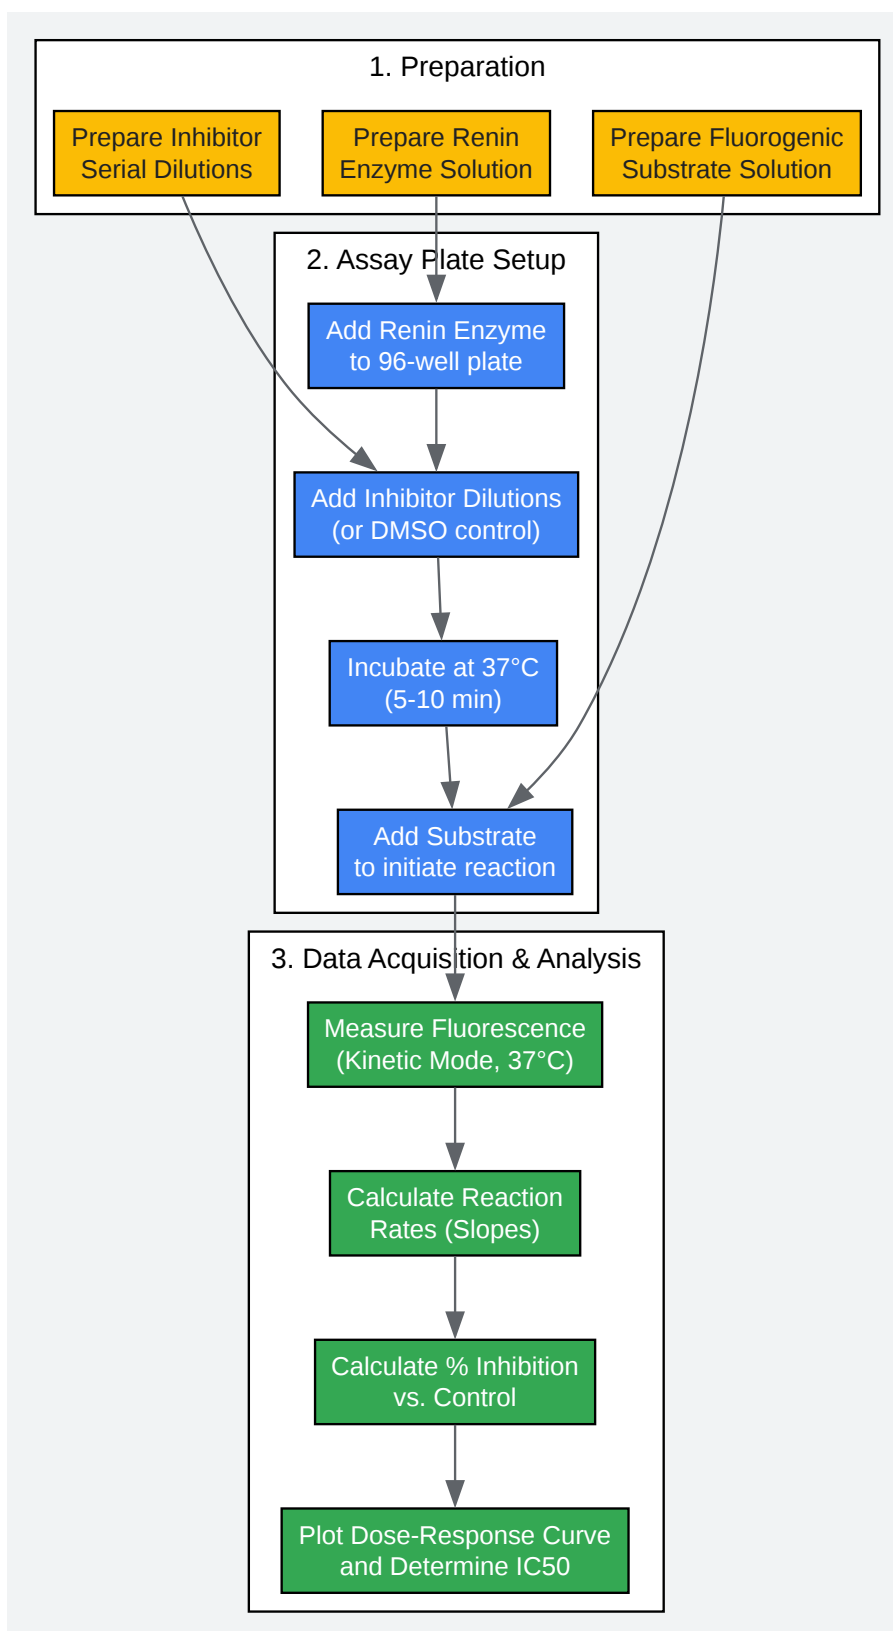 1. Preparation
Prepare Inhibitor
Serial Dilutions
Prepare Renin
Enzyme Solution
Prepare Fluorogenic
Substrate Solution
2. Assay Plate Setup
Add Renin Enzyme
to 96-well plate
Add Inhibitor Dilutions
(or DMSO control)
Incubate at 37°C
(5-10 min)
Add Substrate
to initiate reaction
3. Data Acquisition & Analysis
Measure Fluorescence
(Kinetic Mode, 37°C)
Calculate Reaction
Rates (Slopes)
Calculate % Inhibition
vs. Control
Plot Dose-Response Curve
and Determine IC50